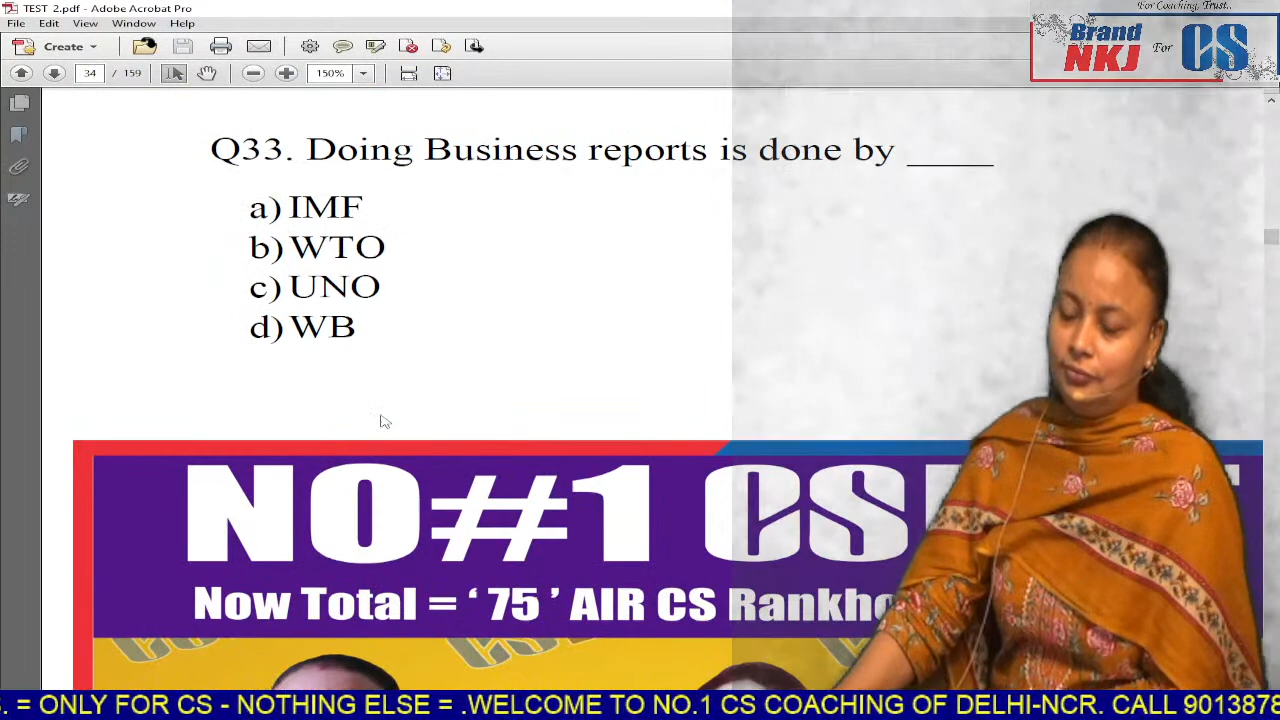 TEST 2.pdf - Adobe Acrobat Pro
For Coaching, Trust..
File Edit View Window Help
Create
Brand
NKJ
For
CS
34 / 159
150%
Q33. Doing Business reports is done by _____
a) IMF
b) WTO
c) UNO
d) WB
NO#1 CS
Now Total = ‘ 75 ’ AIR CS Rankho
= ONLY FOR CS - NOTHING ELSE = .WELCOME TO NO.1 CS COACHING OF DELHI-NCR. CALL 9013878